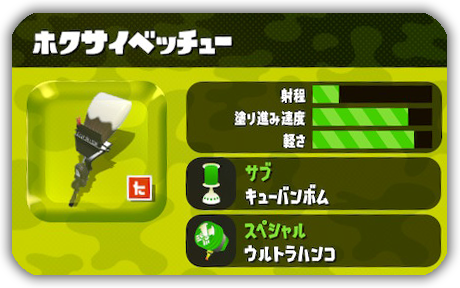 ホクサイベッチュー
射程
塗り進み速度
軽さ
た
サブ
キューバンボム
スペシャル
ウルトラハンコ